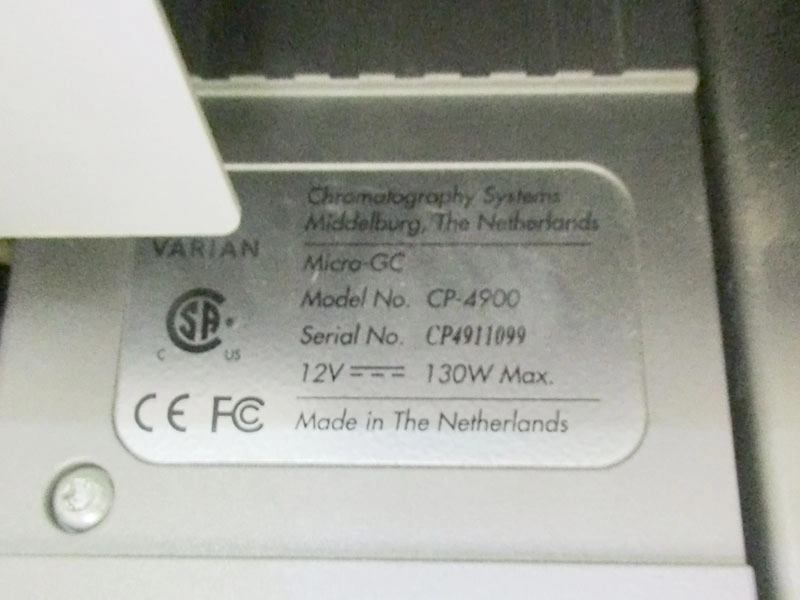 Chromatography Systems
Middelburg, The Netherlands
VARIAN
Micro-GC
Model No. CP-4900
Serial No. CP4911099
12V 130W Max.
SA
C US
CE FC
Made in The Netherlands